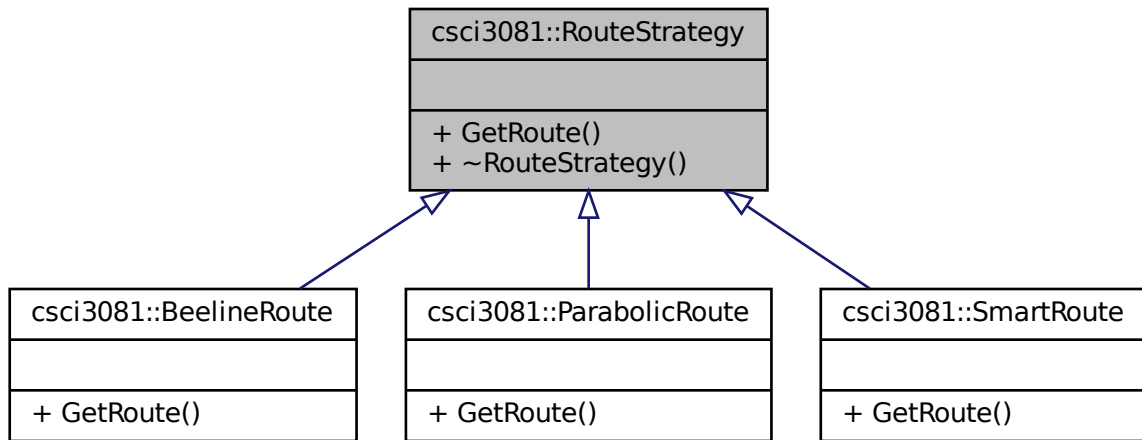 csci3081::RouteStrategy
+ GetRoute()
+ ~RouteStrategy()
csci3081::BeelineRoute
+ GetRoute()
csci3081::ParabolicRoute
+ GetRoute()
csci3081::SmartRoute
+ GetRoute()